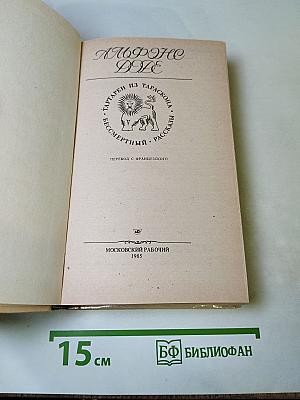 АЛЬФОНС
ДОДЕ
ТАРТАРЕН ИЗ ТАРАСКОНА
• БЕССМЕРТНЫЙ • РАССКАЗЫ •
ПЕРЕВОД С ФРАНЦУЗСКОГО
МОСКОВСКИЙ РАБОЧИЙ
1985
15 см
БФ БИБЛИОФАН